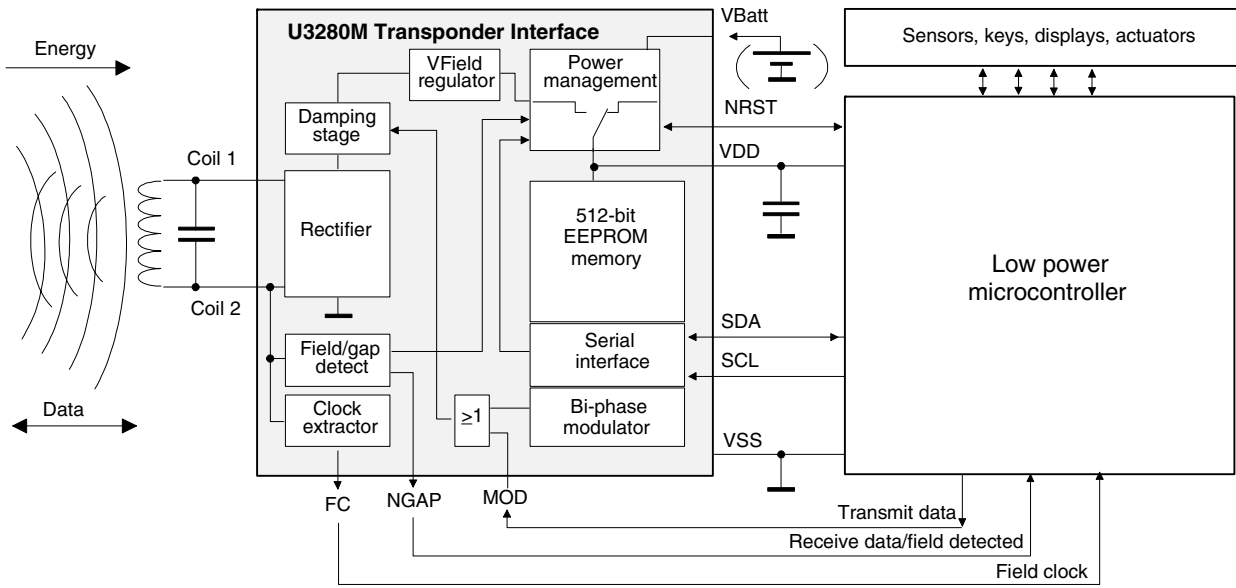 Energy
U3280M Transponder Interface
VBatt
Sensors, keys, displays, actuators
VField
regulator
Power
management
Damping
stage
NRST
VDD
Coil 1
Rectifier
512-bit
EEPROM
memory
Low power
microcontroller
Coil 2
SDA
Field/gap
detect
Serial
interface
SCL
Data
Clock
extractor
≥1
Bi-phase
modulator
VSS
FC
NGAP
MOD
Transmit data
Receive data/field detected
Field clock